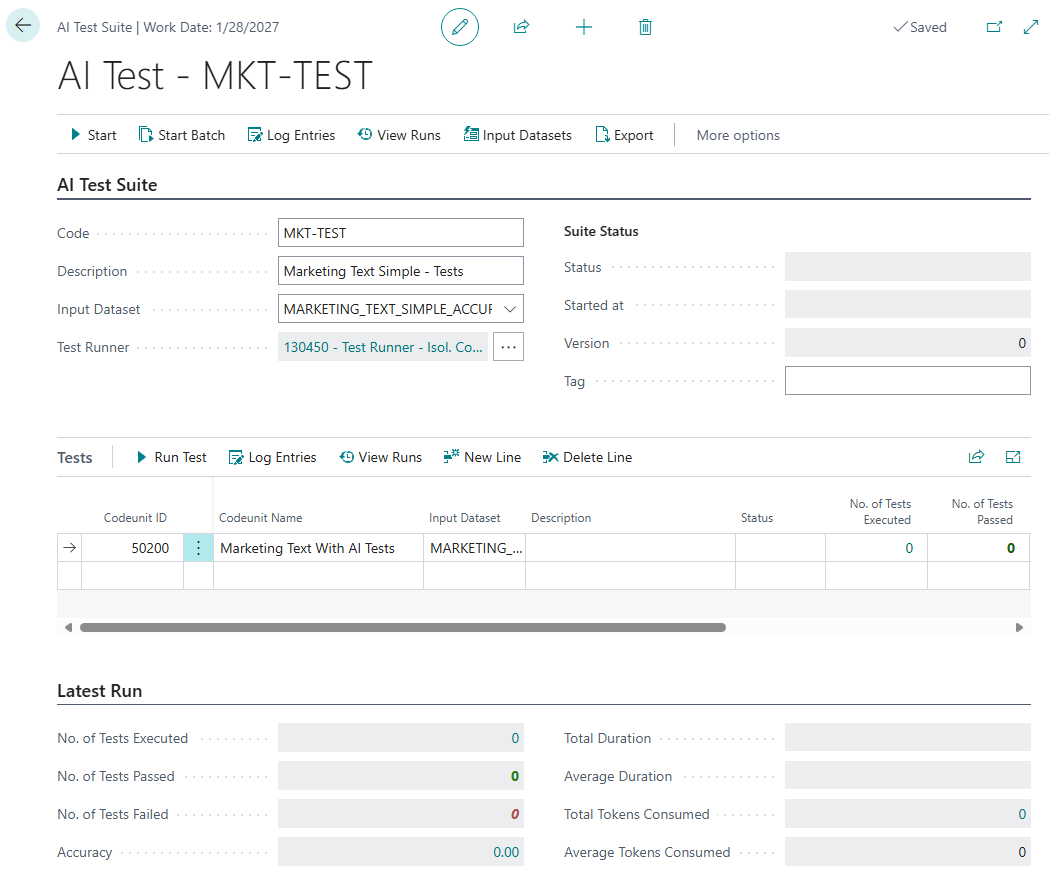 AI Test Suite | Work Date: 1/28/2027
Saved
AI Test - MKT-TEST
Start
Start Batch
Log Entries
View Runs
Input Datasets
Export
More options
AI Test Suite
Code
MKT-TEST
Description
Marketing Text Simple - Tests
Input Dataset
MARKETING_TEXT_SIMPLE_ACCUR
Test Runner
130450 - Test Runner - Isol. Co...
Suite Status
Status
Started at
Version
0
Tag
Tests
Run Test
Log Entries
View Runs
New Line
Delete Line
Codeunit ID
Codeunit Name
Input Dataset
Description
Status
No. of Tests
Executed
No. of Tests
Passed
50200
Marketing Text With AI Tests
MARKETING_...
0
0
Latest Run
No. of Tests Executed
0
No. of Tests Passed
0
No. of Tests Failed
0
Accuracy
0.00
Total Duration
Average Duration
Total Tokens Consumed
0
Average Tokens Consumed
0